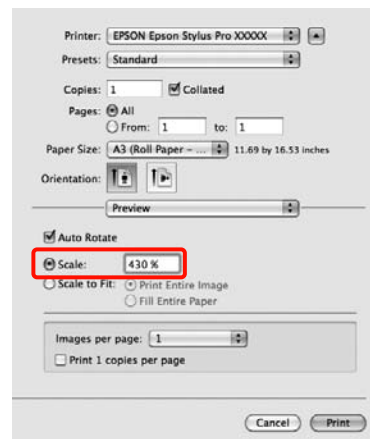 Printer: EPSON Epson Stylus Pro XXXXX
Presets: Standard
Copies: 1 Collated
Pages: All
From: 1 to: 1
Paper Size: A3 (Roll Paper – ... 11.69 by 16.53 inches
Orientation:
Preview
Auto Rotate
Scale: 430 %
Scale to Fit: Print Entire Image
Fill Entire Paper
Images per page: 1
Print 1 copies per page
Cancel Print